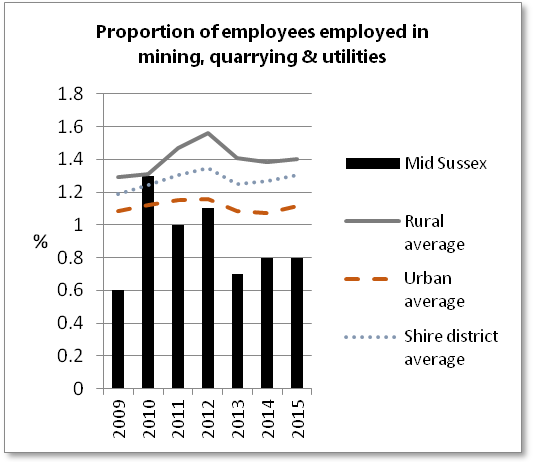 Proportion of employees employed in
mining, quarrying & utilities
1.8
1.6
1.4
1.2
1
0.8
0.6
0.4
0.2
0
%
2009
2010
2011
2012
2013
2014
2015
Mid Sussex
Rural
average
Urban
average
Shire district
average